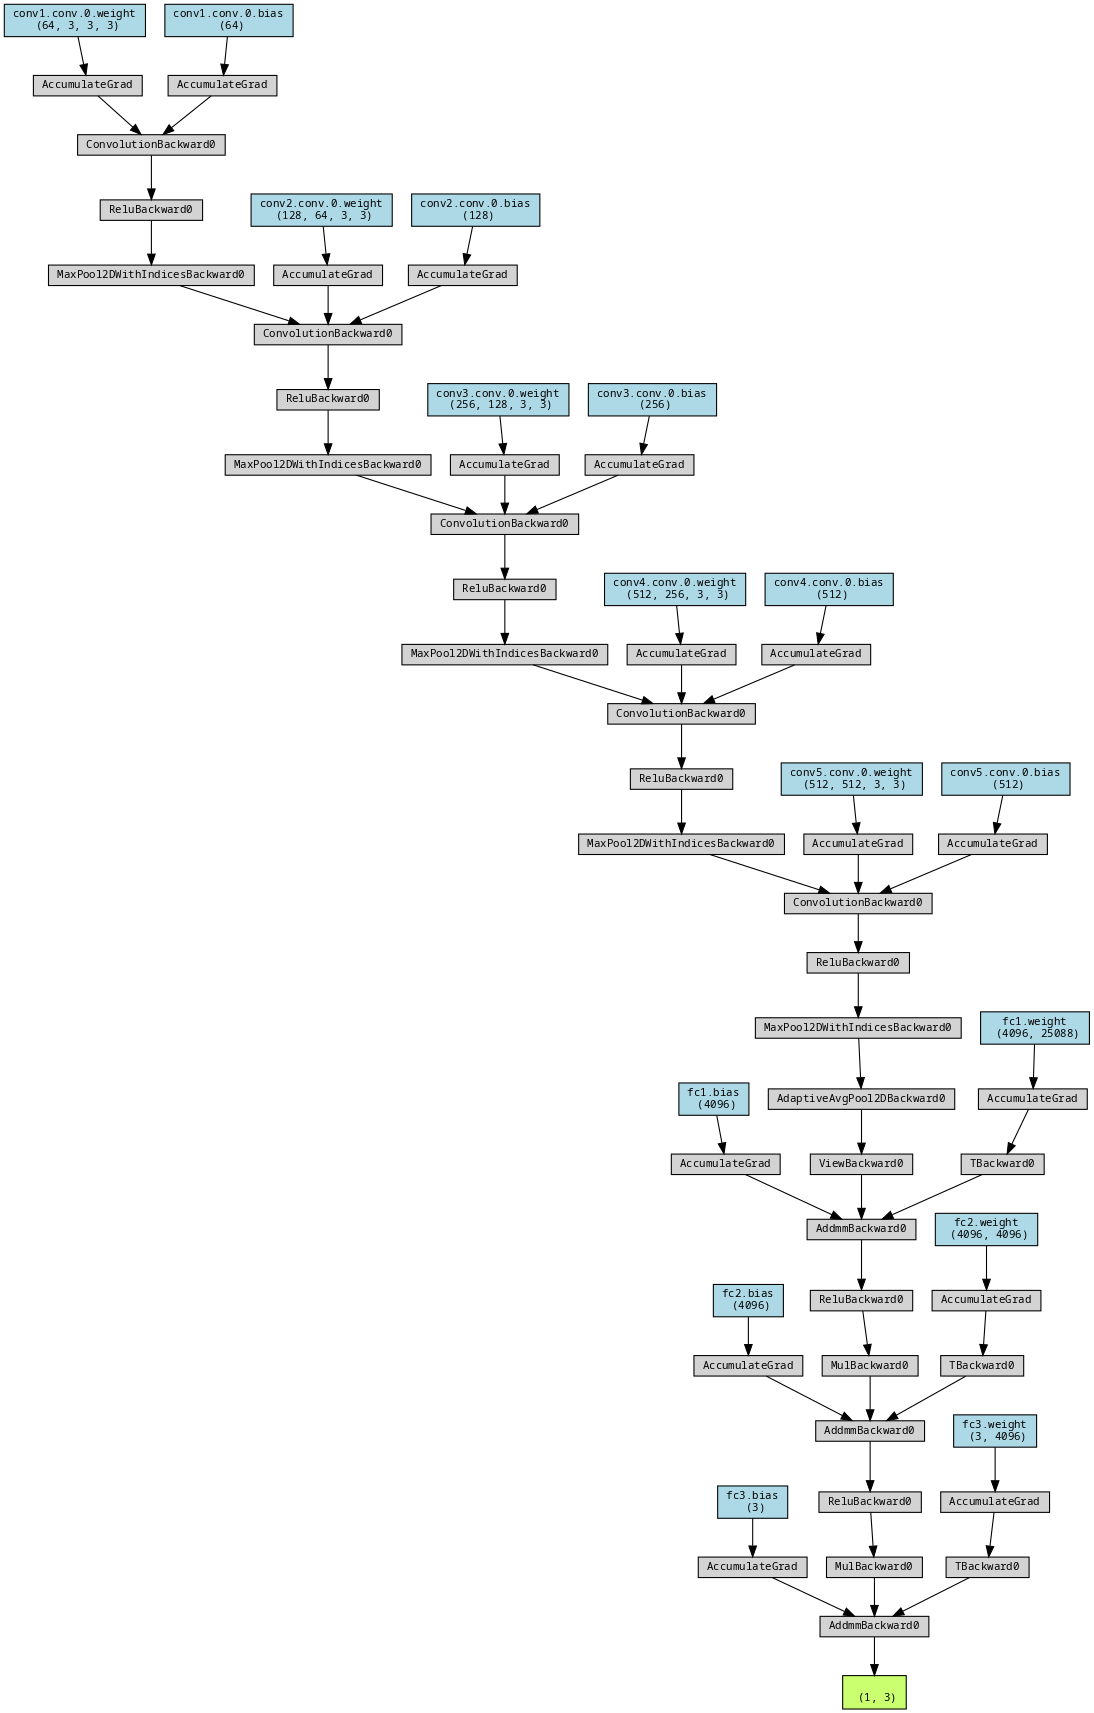 conv1.conv.0.weight
(64, 3, 3, 3)
conv1.conv.0.bias
(64)
AccumulateGrad
AccumulateGrad
ConvolutionBackward0
ReluBackward0
conv2.conv.0.weight
(128, 64, 3, 3)
conv2.conv.0.bias
(128)
MaxPool2DWithIndicesBackward0
AccumulateGrad
AccumulateGrad
ConvolutionBackward0
ReluBackward0
conv3.conv.0.weight
(256, 128, 3, 3)
conv3.conv.0.bias
(256)
MaxPool2DWithIndicesBackward0
AccumulateGrad
AccumulateGrad
ConvolutionBackward0
ReluBackward0
conv4.conv.0.weight
(512, 256, 3, 3)
conv4.conv.0.bias
(512)
MaxPool2DWithIndicesBackward0
AccumulateGrad
AccumulateGrad
ConvolutionBackward0
ReluBackward0
conv5.conv.0.weight
(512, 512, 3, 3)
conv5.conv.0.bias
(512)
MaxPool2DWithIndicesBackward0
AccumulateGrad
AccumulateGrad
ConvolutionBackward0
ReluBackward0
MaxPool2DWithIndicesBackward0
fc1.weight
(4096, 25088)
fc1.bias
(4096)
AdaptiveAvgPool2DBackward0
AccumulateGrad
AccumulateGrad
ViewBackward0
TBackward0
AddmmBackward0
fc2.weight
(4096, 4096)
fc2.bias
(4096)
ReluBackward0
AccumulateGrad
AccumulateGrad
MulBackward0
TBackward0
AddmmBackward0
fc3.weight
(3, 4096)
fc3.bias
(3)
ReluBackward0
AccumulateGrad
AccumulateGrad
MulBackward0
TBackward0
AddmmBackward0
(1, 3)